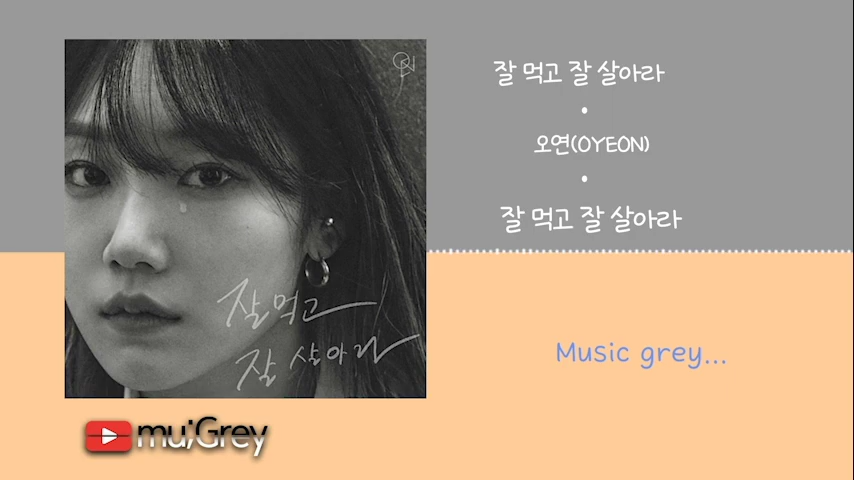 잘 먹고
잘 살아라
잘 먹고 잘 살아라
오연(OYEON)
잘 먹고 잘 살아라
Music grey...
mu;Grey